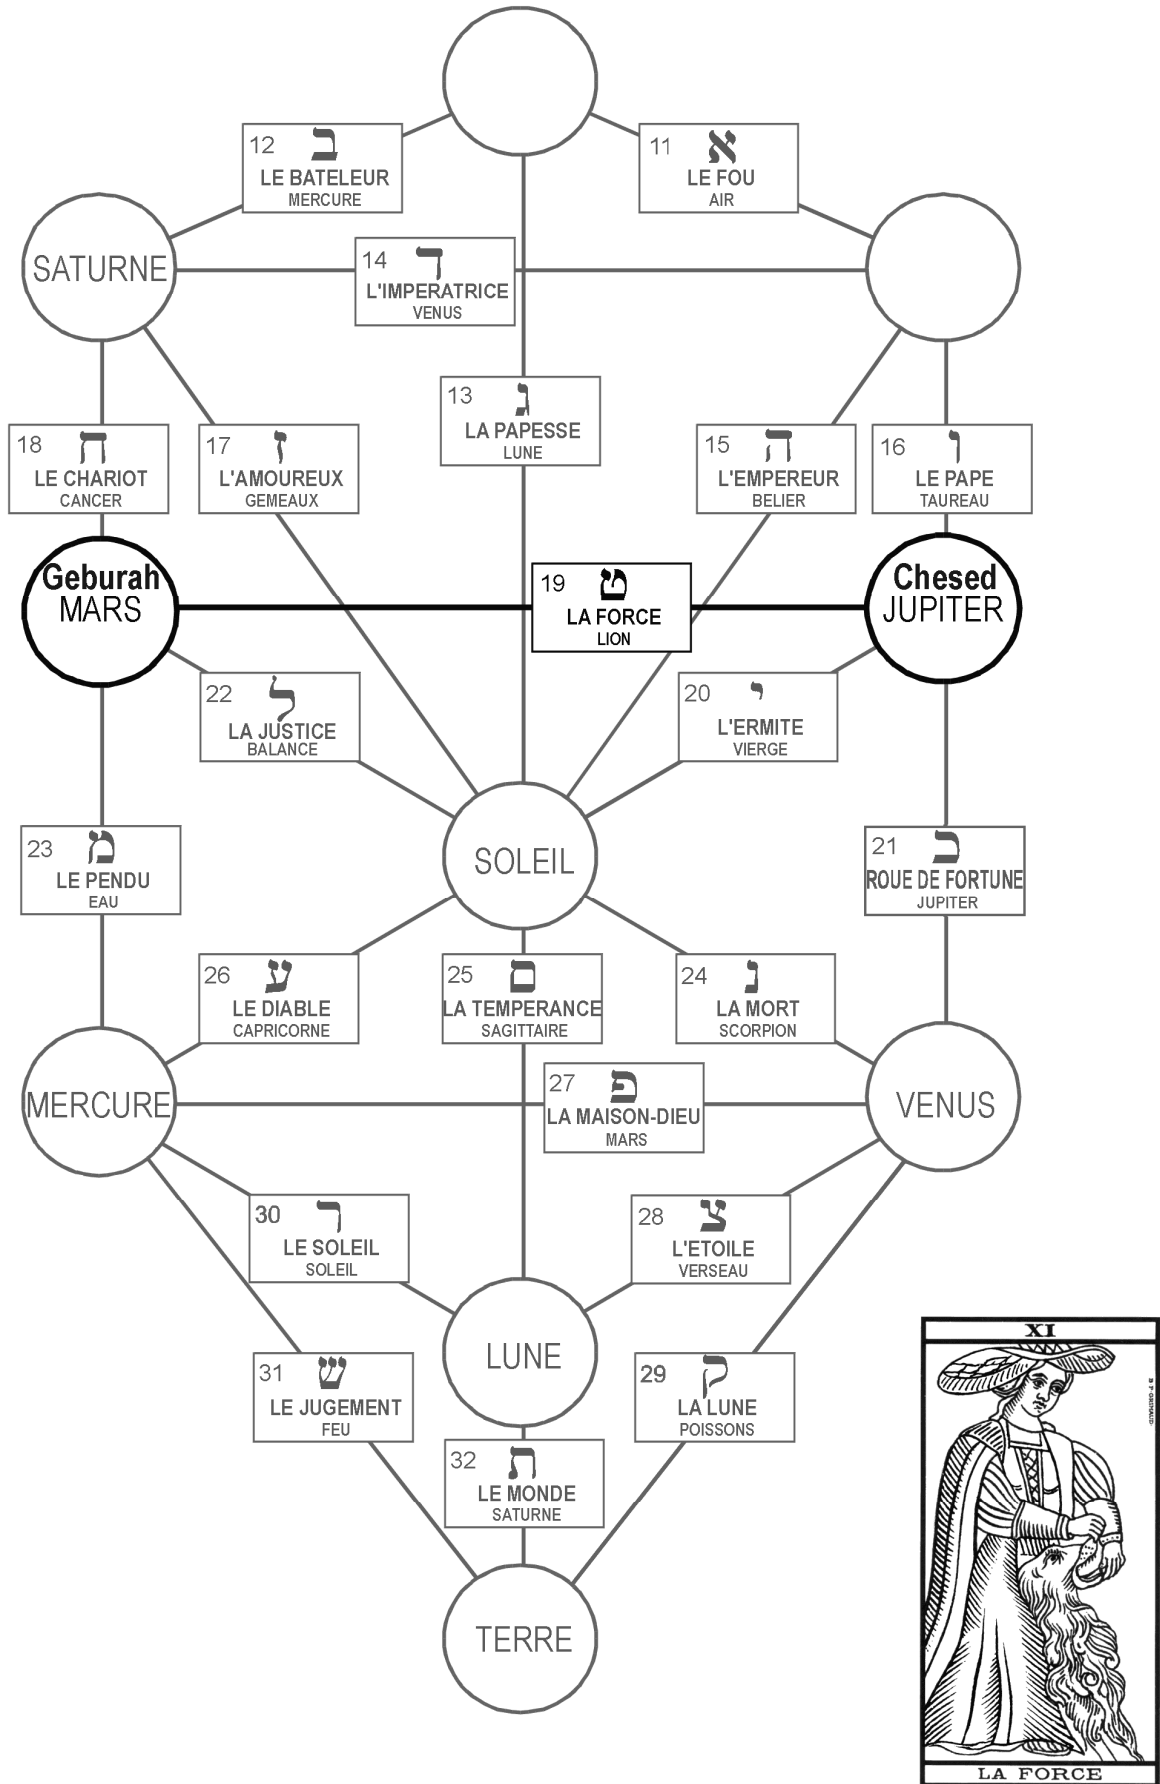 12 ב
LE BATELEUR
MERCURE
11 א
LE FOU
AIR
SATURNE
14 ד
L'IMPERATRICE
VENUS
13 ג
LA PAPESSE
LUNE
18 ח
LE CHARIOT
CANCER
17 ז
L'AMOUREUX
GEMEAUX
15 ה
L'EMPEREUR
BELIER
16 ו
LE PAPE
TAUREAU
Geburah
MARS
19 ט
LA FORCE
LION
Chesed
JUPITER
22 ל
LA JUSTICE
BALANCE
20 י
L'ERMITE
VIERGE
23 מ
LE PENDU
EAU
SOLEIL
21 כ
ROUE DE FORTUNE
JUPITER
26 ע
LE DIABLE
CAPRICORNE
25 ם
LA TEMPERANCE
SAGITTAIRE
24 נ
LA MORT
SCORPION
MERCURE
27 פ
LA MAISON-DIEU
MARS
VENUS
30 ר
LE SOLEIL
SOLEIL
28 צ
L'ETOILE
VERSEAU
LUNE
31 ש
LE JUGEMENT
FEU
29 ק
LA LUNE
POISSONS
32 ת
LE MONDE
SATURNE
TERRE
XI
B·P·GRIMAUD·
LA FORCE